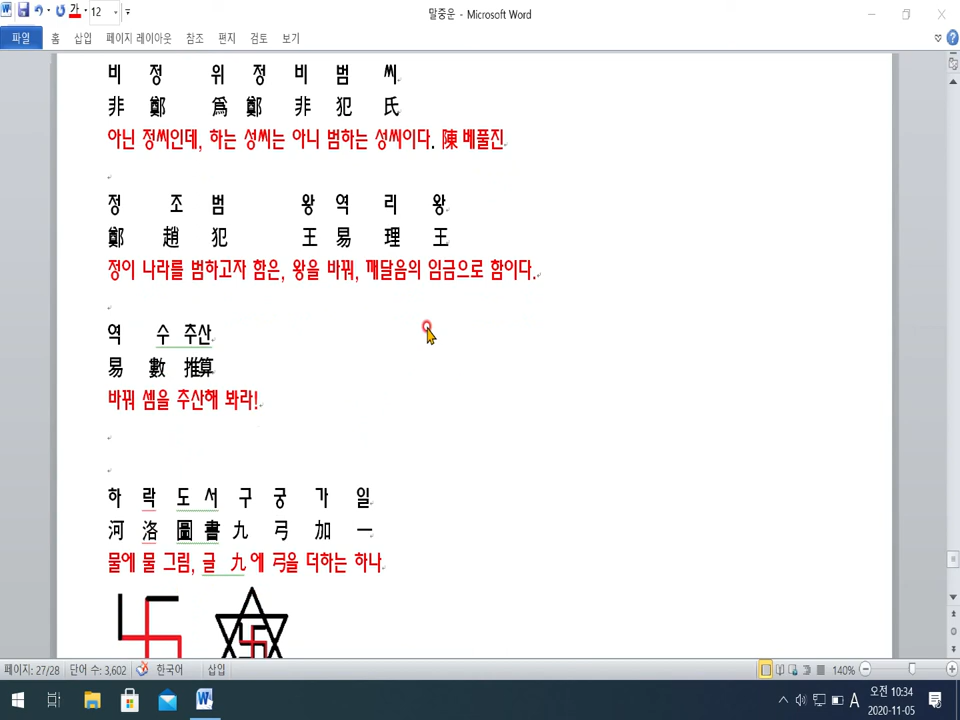 말중운 - Microsoft Word
가 12
파일 홈 삽입 페이지 레이아웃 참조 편지 검토 보기
비 정 위 정 비 범 씨
非 鄭 爲 鄭 非 犯 氏
아닌 정씨인데, 하는 성씨는 아니 범하는 성씨이다. 陳 베풀진
정 조 범 왕 역 리 왕
鄭 趙 犯 王 易 理 王
정이 나라를 범하고자 함은, 왕을 바꿔, 깨달음의 임금으로 함이다.
역 수 추산
易 數 推算
바꿔 셈을 추산해 봐라!
하 락 도 서 구 궁 가 일
河 洛 圖 書 九 弓 加 一
물에 물 그림, 글 九에 弓을 더하는 하나
페이지: 27/28 단어 수: 3,602 한국어 삽입 140%
A 오전 10:34
2020-11-05